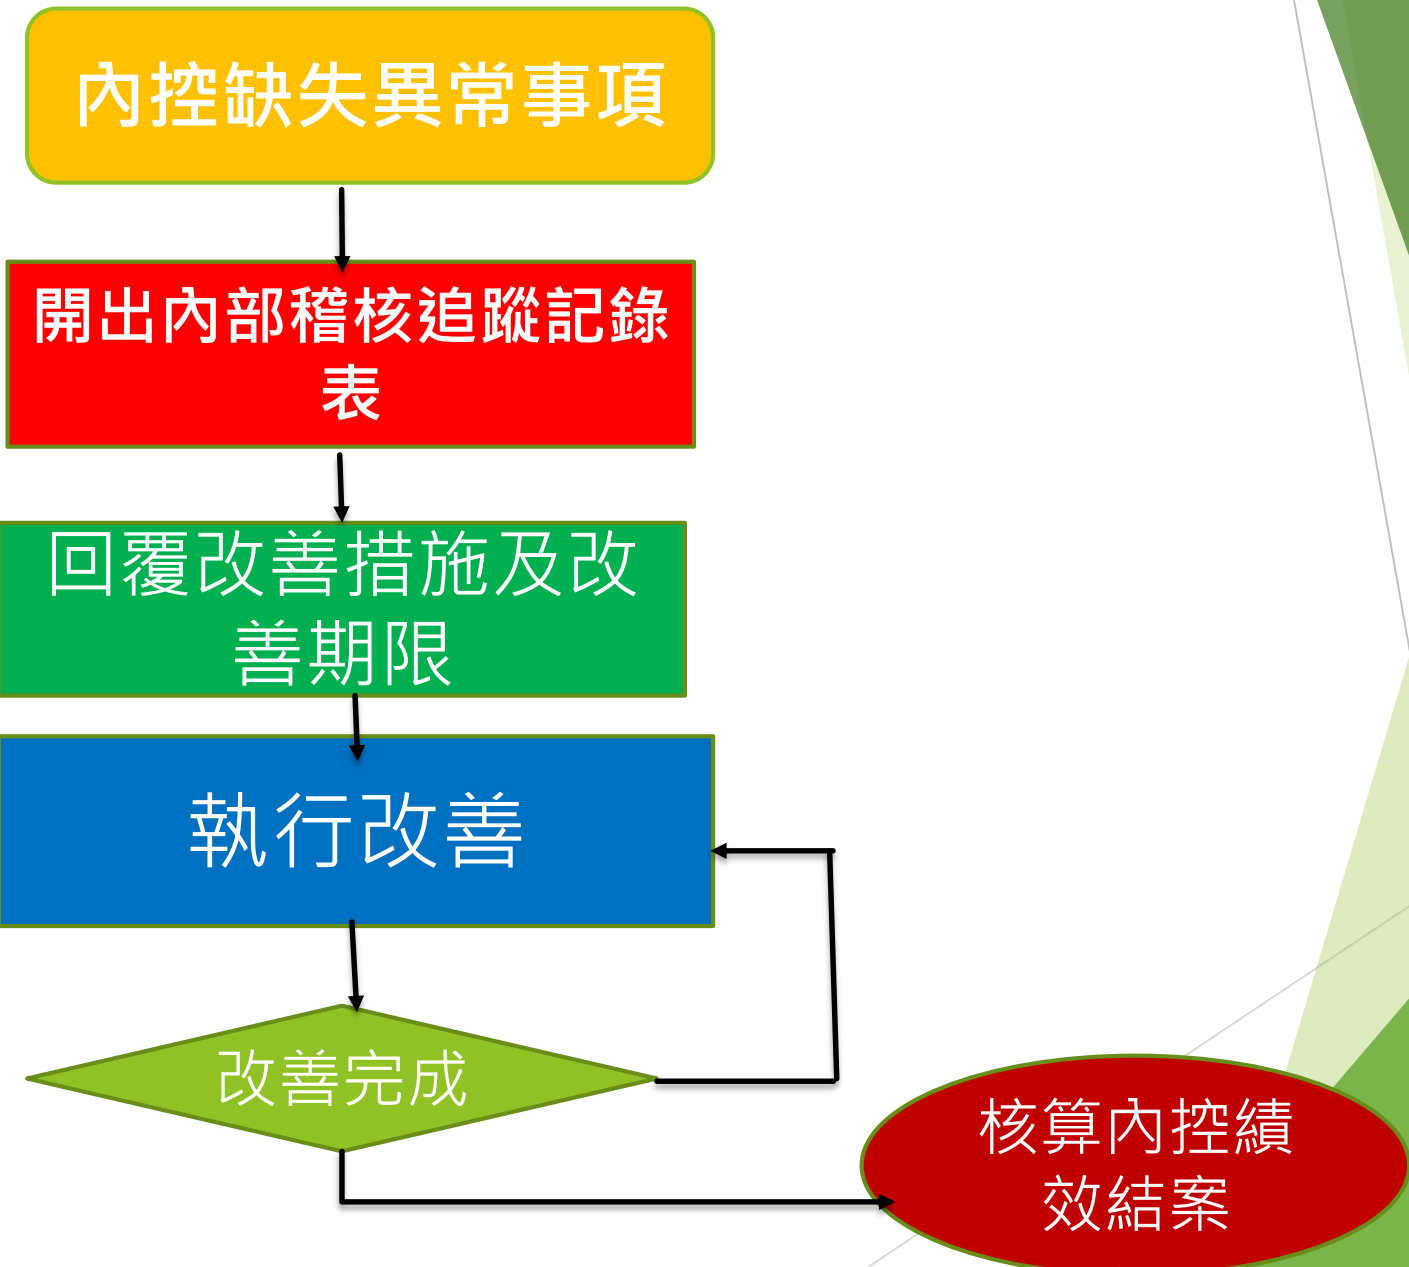 內控缺失異常事項
開出內部稽核追蹤記錄
表
回覆改善措施及改
善期限
執行改善
改善完成
核算內控績
效結案